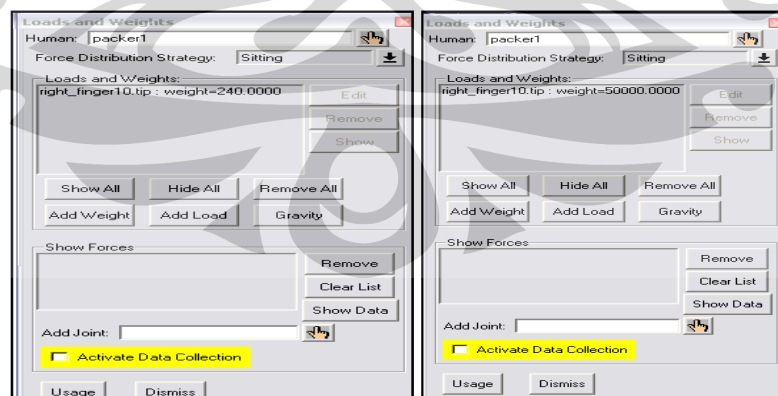 Loads and Weights
Human: packer1
Force Distribution Strategy: Sitting
Loads and Weights:
right_finger10.tip : weight=240.0000
Edit
Remove
Show
Show All Hide All Remove All
Add Weight Add Load Gravity
Show Forces
Remove
Clear List
Show Data
Add Joint:
Activate Data Collection
Usage Dismiss
Loads and Weights
Human: packer1
Force Distribution Strategy: Sitting
Loads and Weights:
right_finger10.tip : weight=50000.0000
Edit
Remove
Show
Show All Hide All Remove All
Add Weight Add Load Gravity
Show Forces
Remove
Clear List
Show Data
Add Joint:
Activate Data Collection
Usage Dismiss